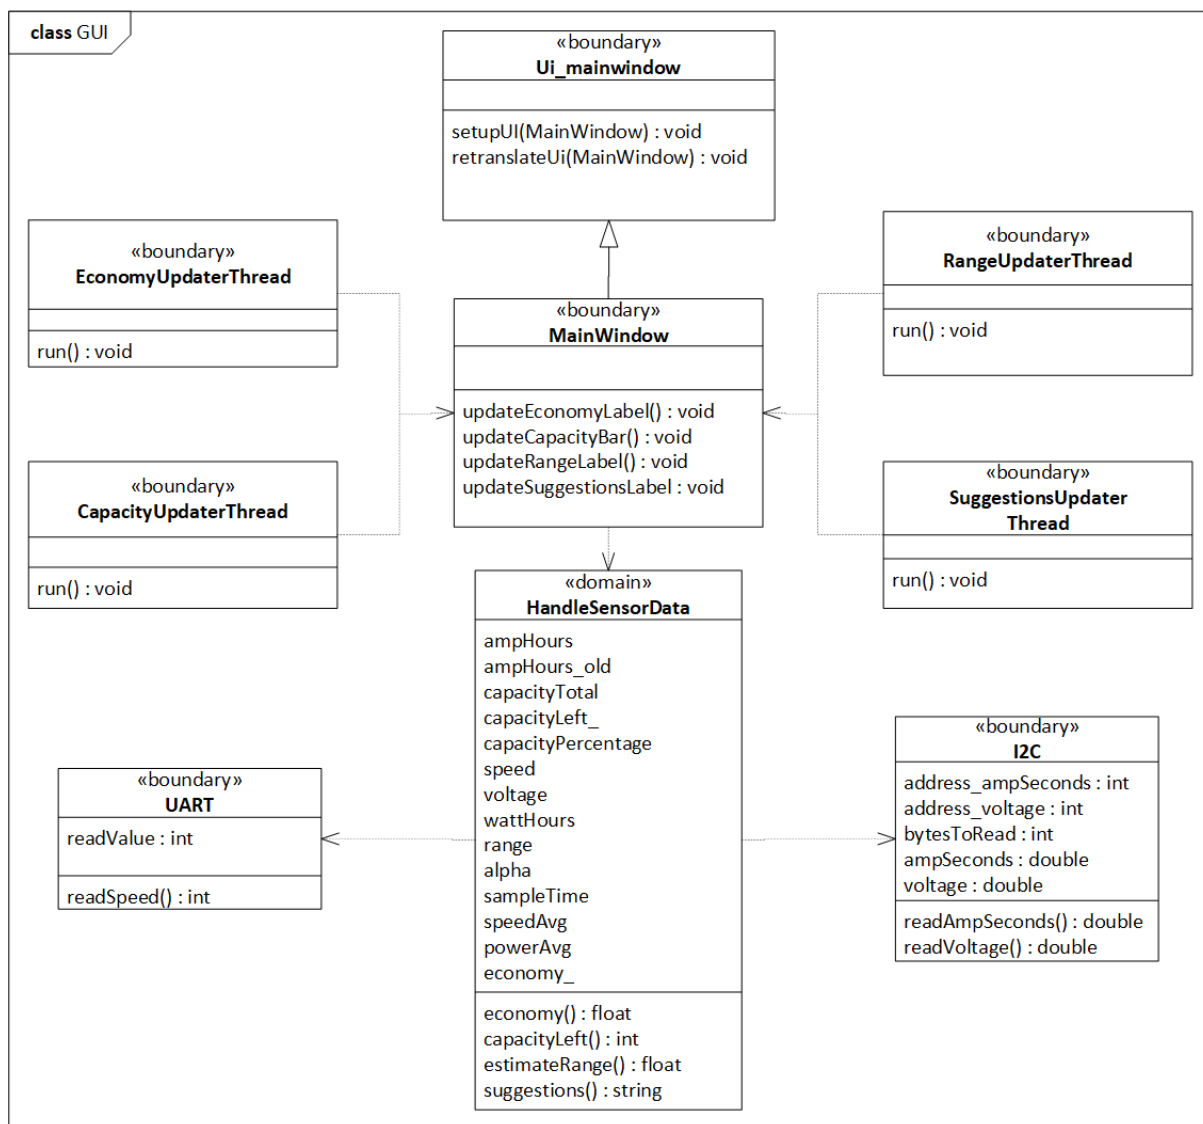 class GUI
«boundary»
Ui_mainwindow
setupUI(MainWindow) : void
retranslateUi(MainWindow) : void
«boundary»
EconomyUpdaterThread
run() : void
«boundary»
RangeUpdaterThread
run() : void
«boundary»
MainWindow
updateEconomyLabel() : void
updateCapacityBar() : void
updateRangeLabel() : void
updateSuggestionsLabel : void
«boundary»
CapacityUpdaterThread
run() : void
«boundary»
SuggestionsUpdater
Thread
run() : void
«domain»
HandleSensorData
ampHours
ampHours_old
capacityTotal
capacityLeft_
capacityPercentage
speed
voltage
wattHours
range
alpha
sampleTime
speedAvg
powerAvg
economy_
economy() : float
capacityLeft() : int
estimateRange() : float
suggestions() : string
«boundary»
UART
readValue : int
readSpeed() : int
«boundary»
I2C
address_ampSeconds : int
address_voltage : int
bytesToRead : int
ampSeconds : double
voltage : double
readAmpSeconds() : double
readVoltage() : double